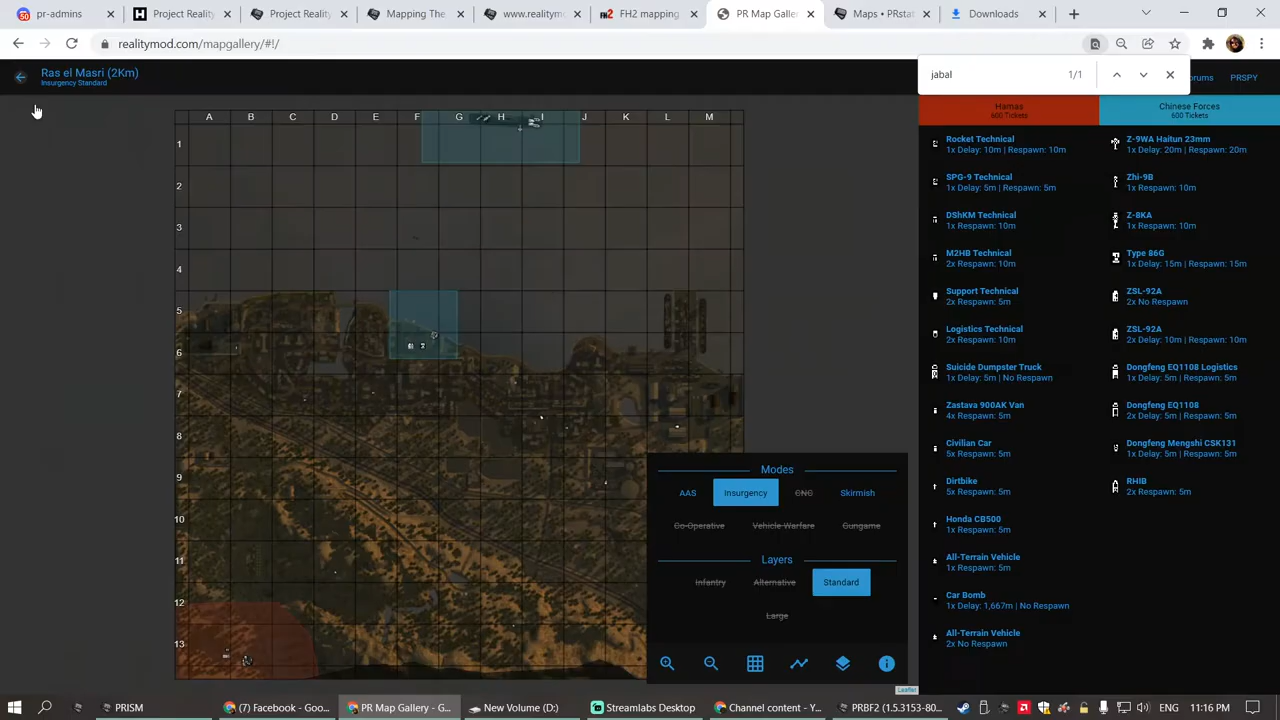 50
pr-admins
Project Reality
Project Realit
Mapping The
www.realitymod
FH2 mapping
PR Map Galler
Maps • PRstat
Downloads
realitymod.com/mapgallery/#!/
jabal
1/1
Ras el Masri (2Km)
Insurgency Standard
orums
PRSPY
Hamas
600 Tickets
Chinese Forces
600 Tickets
A B C D E F G H I J K L M
1
2
3
4
5
6
7
8
9
10
11
12
13
Rocket Technical
1x Delay: 10m | Respawn: 10m
SPG-9 Technical
1x Delay: 5m | Respawn: 5m
DShKM Technical
1x Respawn: 10m
M2HB Technical
2x Respawn: 10m
Support Technical
2x Respawn: 5m
Logistics Technical
2x Respawn: 10m
Suicide Dumpster Truck
1x Delay: 5m | No Respawn
Zastava 900AK Van
4x Respawn: 5m
Civilian Car
5x Respawn: 5m
Dirtbike
5x Respawn: 5m
Honda CB500
1x Respawn: 5m
All-Terrain Vehicle
1x Respawn: 5m
Car Bomb
1x Delay: 1,667m | No Respawn
All-Terrain Vehicle
2x No Respawn
Z-9WA Haitun 23mm
1x Delay: 20m | Respawn: 20m
Zhi-9B
1x Respawn: 10m
Z-8KA
1x Respawn: 10m
Type 86G
1x Delay: 15m | Respawn: 15m
ZSL-92A
2x No Respawn
ZSL-92A
2x Delay: 10m | Respawn: 10m
Dongfeng EQ1108 Logistics
1x Delay: 5m | Respawn: 5m
Dongfeng EQ1108
2x Delay: 5m | Respawn: 5m
Dongfeng Mengshi CSK131
1x Delay: 5m | Respawn: 5m
RHIB
2x Respawn: 5m
Modes
AAS
Insurgency
CNC
Skirmish
Co-Operative
Vehicle Warfare
Gungame
Layers
Infantry
Alternative
Standard
Large
Leaflet
PRISM
(7) Facebook - Goo...
PR Map Gallery - G...
New Volume (D:)
Streamlabs Desktop
Channel content - Y...
PRBF2 (1.5.3153-80...
ENG
11:16 PM